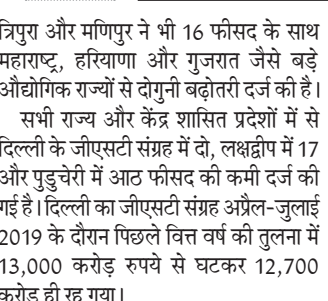 त्रिपुरा और मणिपुर ने भी 16 फीसद के साथ
महाराष्ट्र, हरियाणा और गुजरात जैसे बड़े
औद्योगिक राज्यों से दोगुनी बढ़ोतरी दर्ज की है।
सभी राज्य और केंद्र शासित प्रदेशों में से
दिल्ली के जीएसटी संग्रह में दो, लक्षद्वीप में 17
और पुडुचेरी में आठ फीसद की कमी दर्ज की
गई है। दिल्ली का जीएसटी संग्रह अप्रैल-जुलाई
2019 के दौरान पिछले वित्त वर्ष की तुलना में
13,000 करोड़ रुपये से घटकर 12,700
करोड़ ही रह गया।